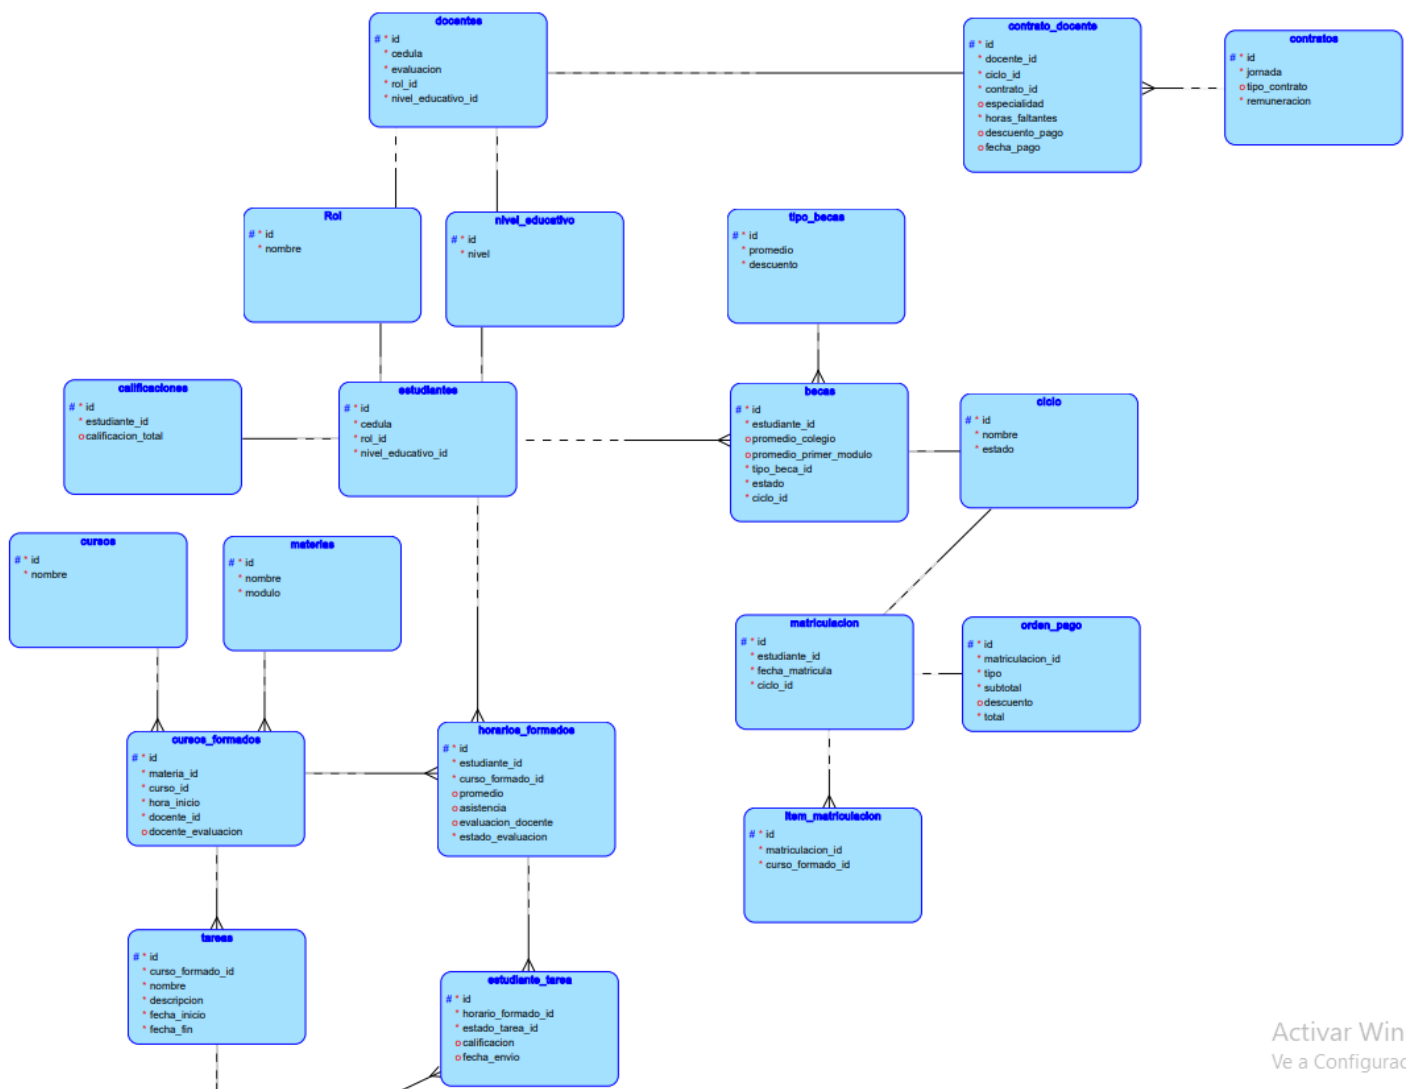 docentes
# * id
* cedula
* evaluacion
* rol_id
* nivel_educativo_id
contrato_docente
# * id
* docente_id
* ciclo_id
* contrato_id
o especialidad
* horas_faltantes
o descuento_pago
o fecha_pago
contratos
# * id
* jornada
o tipo_contrato
* remuneracion
Rol
# * id
* nombre
nivel_educativo
# * id
* nivel
tipo_becas
# * id
* promedio
* descuento
calificaciones
# * id
* estudiante_id
o calificacion_total
estudiantes
# * id
* cedula
* rol_id
* nivel_educativo_id
becas
# * id
* estudiante_id
o promedio_colegio
o promedio_primer_modulo
* tipo_beca_id
* estado
* ciclo_id
ciclo
# * id
* nombre
* estado
cursos
# * id
* nombre
materias
# * id
* nombre
* modulo
matriculacion
# * id
* estudiante_id
* fecha_matricula
* ciclo_id
orden_pago
# * id
* matriculacion_id
* tipo
* subtotal
o descuento
* total
cursos_formados
# * id
* materia_id
* curso_id
* hora_inicio
* docente_id
o docente_evaluacion
horarios_formados
# * id
* estudiante_id
* curso_formado_id
o promedio
o asistencia
o evaluacion_docente
* estado_evaluacion
item_matriculacion
# * id
* matriculacion_id
* curso_formado_id
tareas
# * id
* curso_formado_id
* nombre
* descripcion
* fecha_inicio
* fecha_fin
estudiante_tarea
# * id
* horario_formado_id
* estado_tarea_id
o calificacion
o fecha_envio
Activar Win
Ve a Configurac